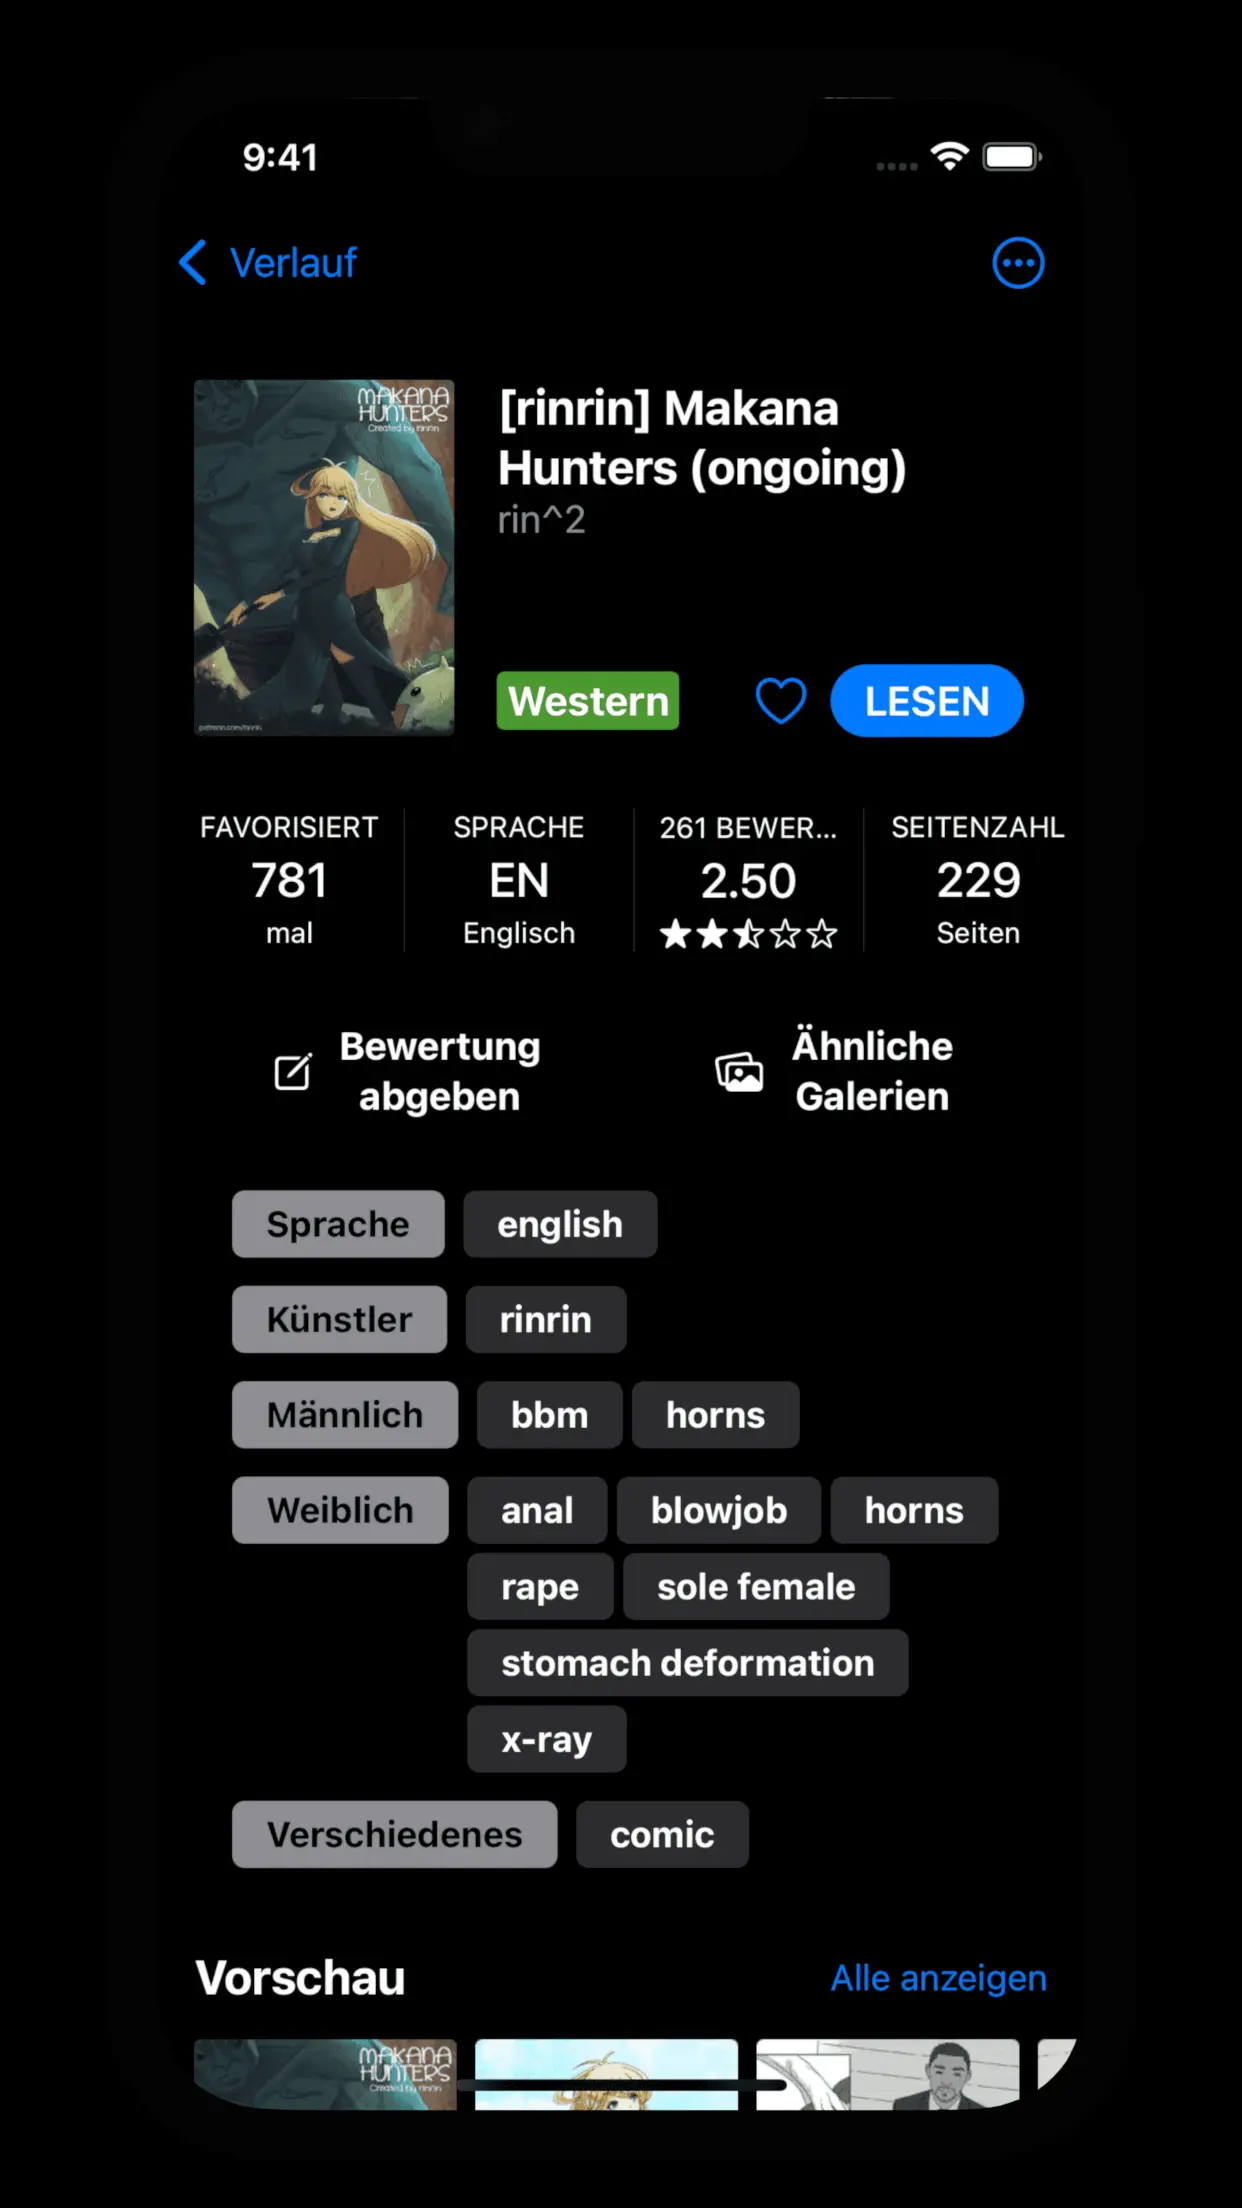 9:41
Verlauf
MAKANA
HUNTERS
Created by rinrin
patreon.com/rinrin
[rinrin] Makana
Hunters (ongoing)
rin^2
Western
LESEN
FAVORISIERT
781
mal
SPRACHE
EN
Englisch
261 BEWER...
2.50
SEITENZAHL
229
Seiten
Bewertung
abgeben
Ähnliche
Galerien
Sprache english
Künstler rinrin
Männlich bbm horns
Weiblich anal blowjob horns
rape sole female
stomach deformation
x-ray
Verschiedenes comic
Vorschau
Alle anzeigen
MAKANA
HUNTERS
Created by rinrin